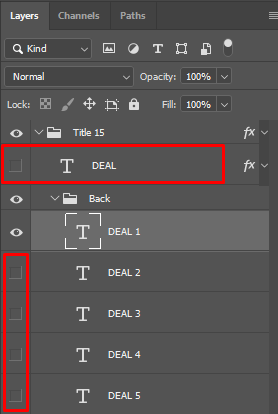 Layers Channels Paths
Kind
Normal Opacity: 100%
Lock: Fill: 100%
Title 15 fx
DEAL fx
Back
DEAL 1
DEAL 2
DEAL 3
DEAL 4
DEAL 5